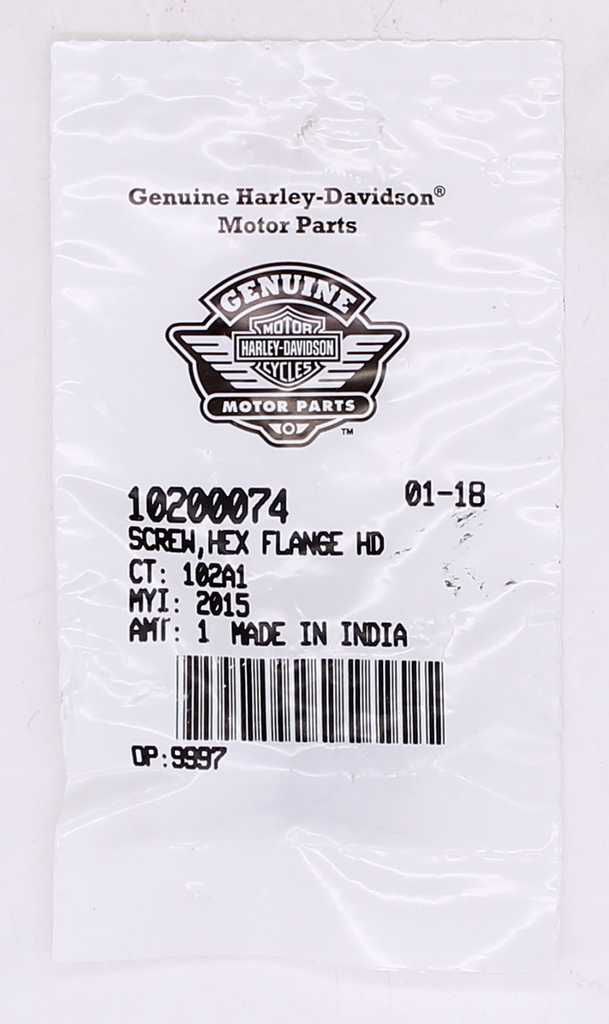 Genuine Harley-Davidson®
Motor Parts
GENUINE
MOTOR
HARLEY-DAVIDSON
CYCLES
MOTOR PARTS
TM
10200074 01-18
SCREW,HEX FLANGE HD
CT: 102A1
MYI: 2015
AMT: 1 MADE IN INDIA
OP:9997